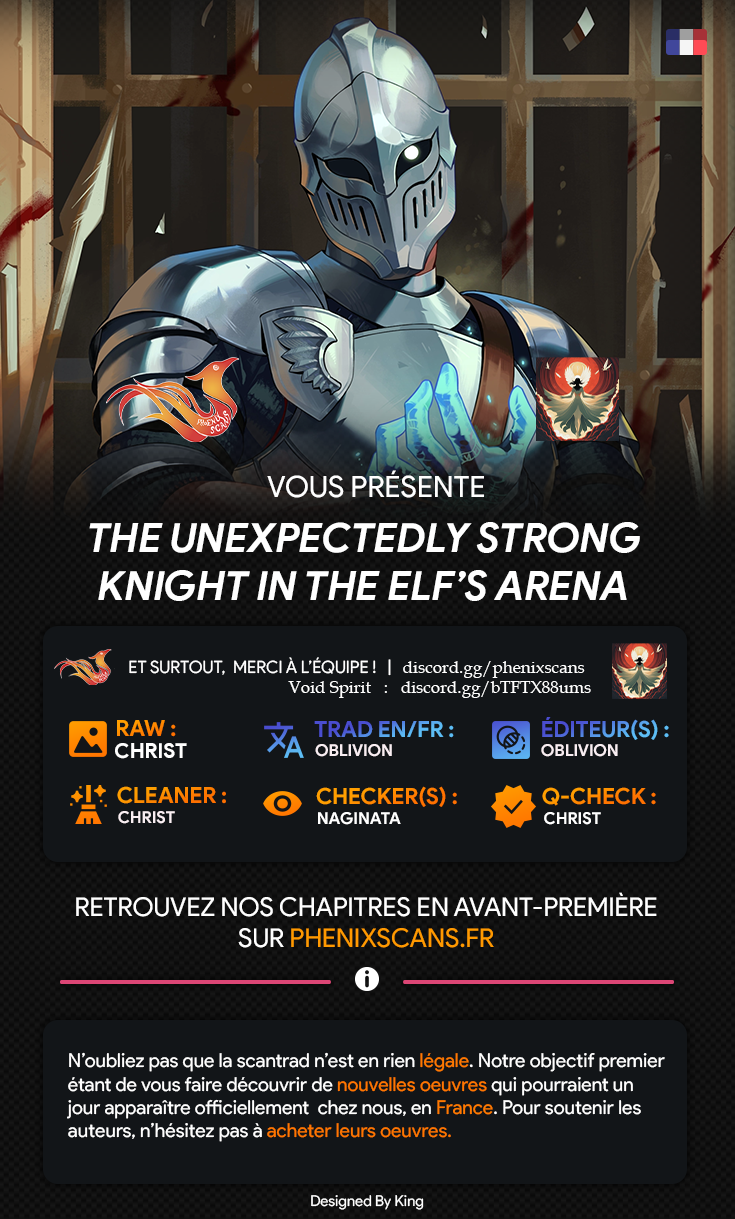 PHENIX
SCANS
VOUS PRÉSENTE
THE UNEXPECTEDLY STRONG
KNIGHT IN THE ELF'S ARENA
ET SURTOUT, MERCI À L'ÉQUIPE ! | discord.gg/phenixscans
Void Spirit : discord.gg/bTFTX88ums
RAW :
CHRIST
TRAD EN/FR :
OBLIVION
ÉDITEUR(S) :
OBLIVION
CLEANER :
CHRIST
CHECKER(S) :
NAGINATA
Q-CHECK :
CHRIST
RETROUVEZ NOS CHAPITRES EN AVANT-PREMIÈRE
SUR PHENIXSCANS.FR
N'oubliez pas que la scantrad n'est en rien légale. Notre objectif premier
étant de vous faire découvrir de nouvelles oeuvres qui pourraient un
jour apparaître officiellement chez nous, en France. Pour soutenir les
auteurs, n'hésitez pas à acheter leurs oeuvres.
Designed By King